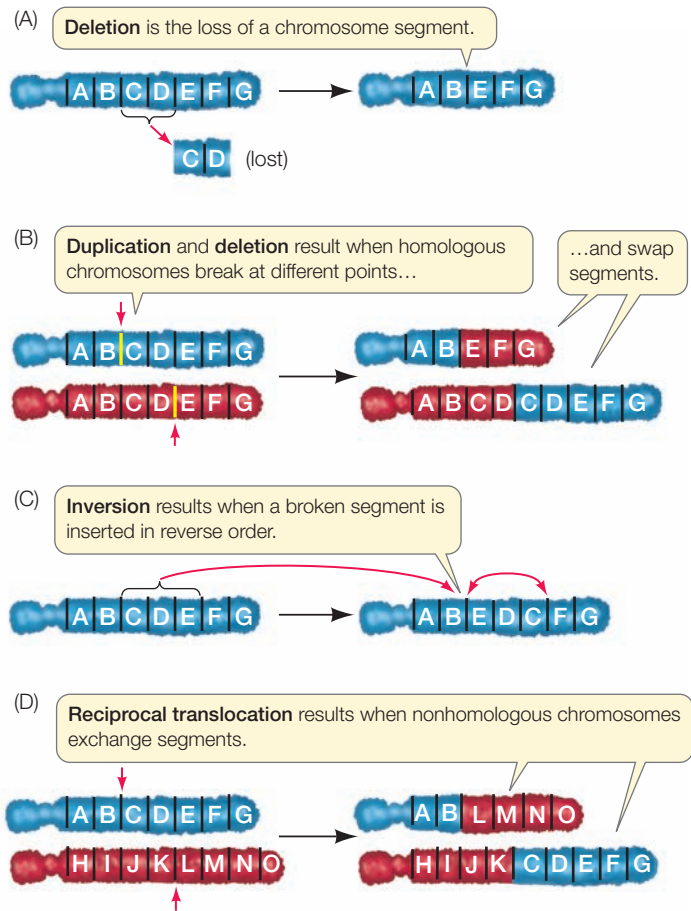 (A)
Deletion is the loss of a chromosome segment.
A B C D E F G
A B E F G
C D (lost)
(B)
Duplication and deletion result when homologous
chromosomes break at different points…
…and swap
segments.
A B C D E F G
A B E F G
A B C D E F G
A B C D C D E F G
(C)
Inversion results when a broken segment is
inserted in reverse order.
A B C D E F G
A B E D C F G
(D)
Reciprocal translocation results when nonhomologous chromosomes
exchange segments.
A B C D E F G
A B L M N O
H I J K L M N O
H I J K C D E F G